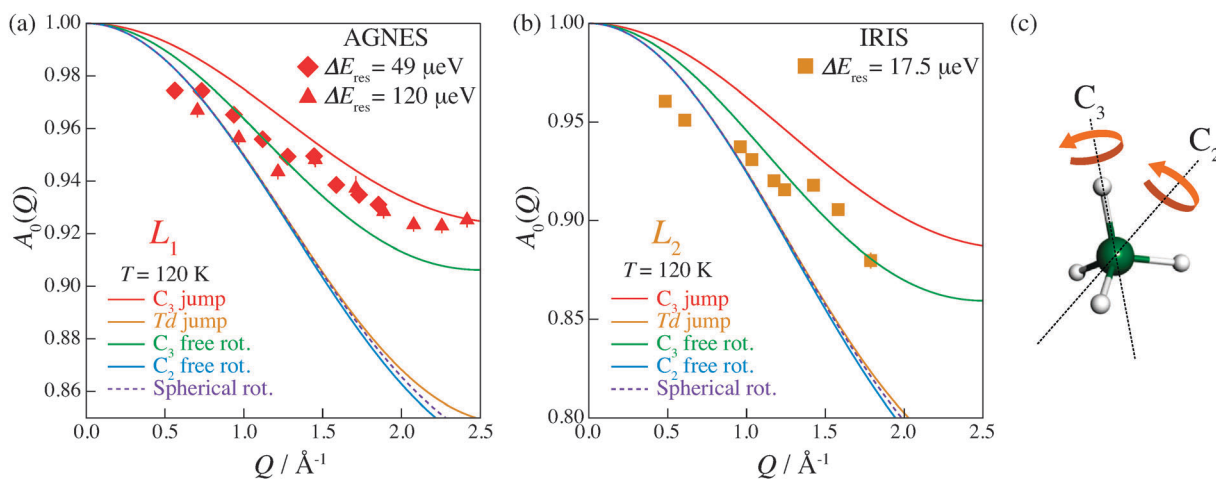 (a)
1.00
0.98
0.96
0.94
0.92
0.90
0.88
0.86
A₀(Q)
AGNES
ΔE_res = 49 μeV
ΔE_res = 120 μeV
L₁
T = 120 K
C₃ jump
Td jump
C₃ free rot.
C₂ free rot.
Spherical rot.
0.0 0.5 1.0 1.5 2.0 2.5
Q / Å⁻¹
(b)
1.00
0.95
0.90
0.85
0.80
A₀(Q)
IRIS
ΔE_res = 17.5 μeV
L₂
T = 120 K
C₃ jump
Td jump
C₃ free rot.
C₂ free rot.
Spherical rot.
0.0 0.5 1.0 1.5 2.0 2.5
Q / Å⁻¹
(c)
C₃
C₂